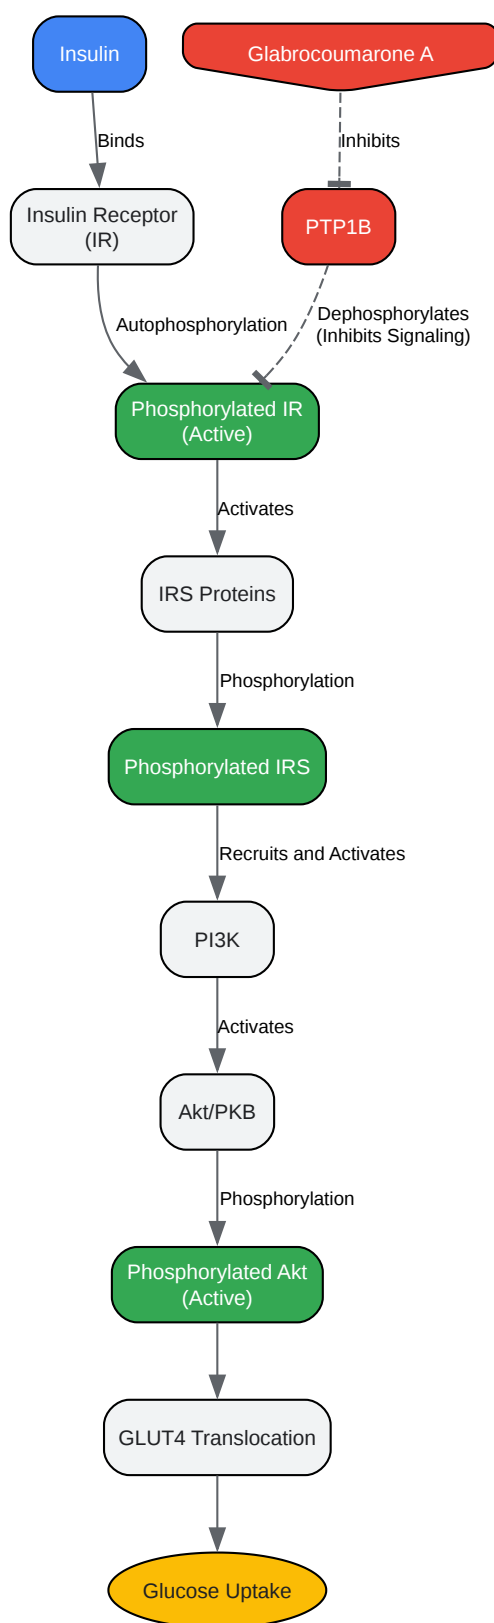 Insulin
Glabrocoumarone A
Binds
Inhibits
Insulin Receptor
(IR)
PTP1B
Autophosphorylation
Dephosphorylates
(Inhibits Signaling)
Phosphorylated IR
(Active)
Activates
IRS Proteins
Phosphorylation
Phosphorylated IRS
Recruits and Activates
PI3K
Activates
Akt/PKB
Phosphorylation
Phosphorylated Akt
(Active)
GLUT4 Translocation
Glucose Uptake